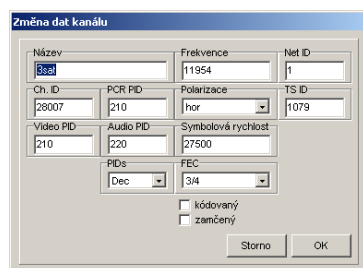 Změna dat kanálu
Název Frekvence Net ID
3sat 11954 1
Ch. ID PCR PID Polarizace TS ID
28007 210 hor 1079
Video PID Audio PID Symbolová rychlost
210 220 27500
PIDs FEC
Dec 3/4
kódovaný
zamčený
Storno OK